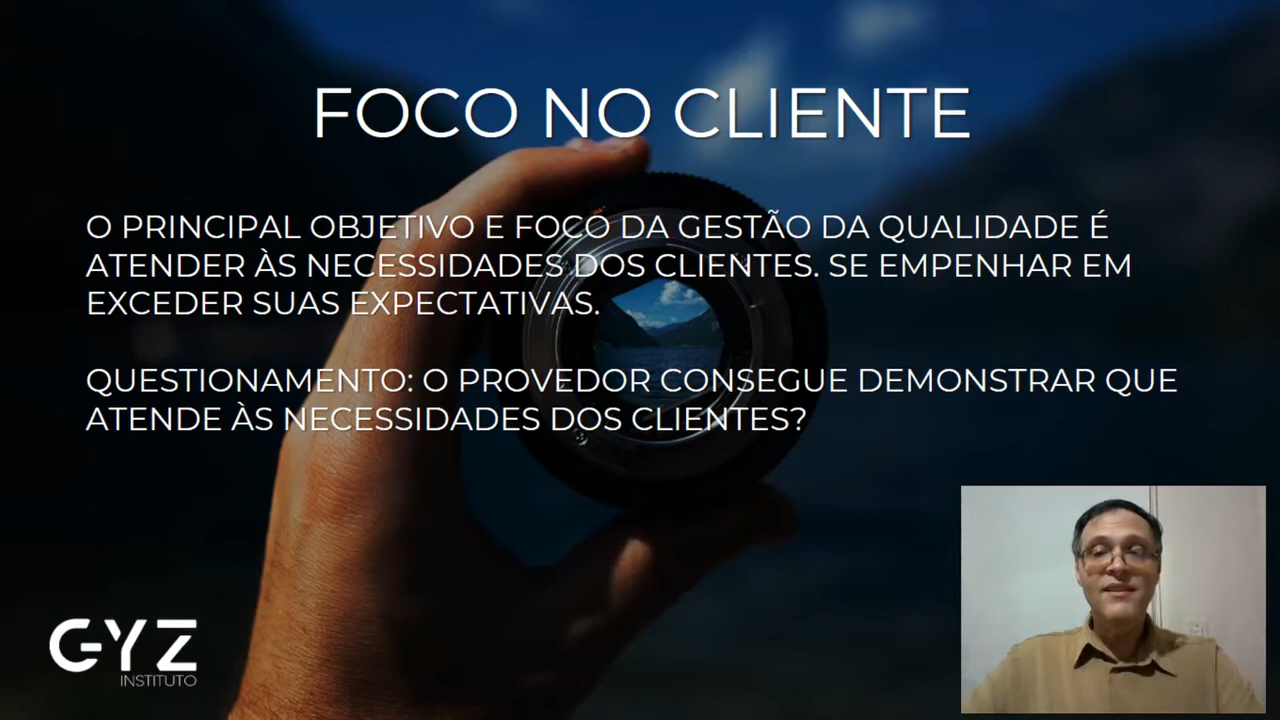 FOCO NO CLIENTE
O PRINCIPAL OBJETIVO E FOCO DA GESTÃO DA QUALIDADE É
ATENDER ÀS NECESSIDADES DOS CLIENTES. SE EMPENHAR EM
EXCEDER SUAS EXPECTATIVAS.
QUESTIONAMENTO: O PROVEDOR CONSEGUE DEMONSTRAR QUE
ATENDE ÀS NECESSIDADES DOS CLIENTES?
GYZ
INSTITUTO